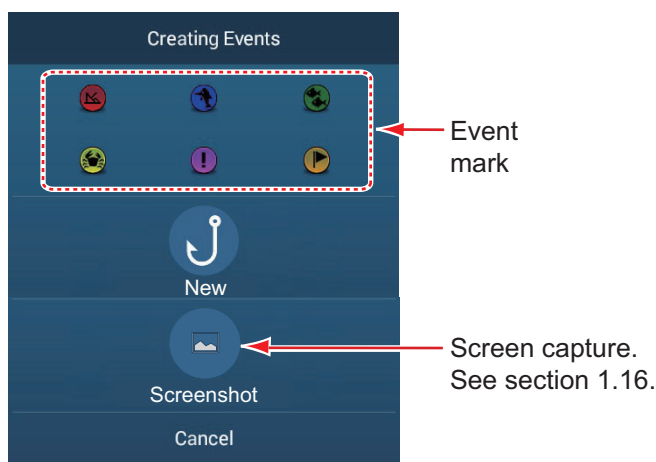 Creating Events
Event
mark
!
New
Screenshot
Screen capture.
See section 1.16.
Cancel